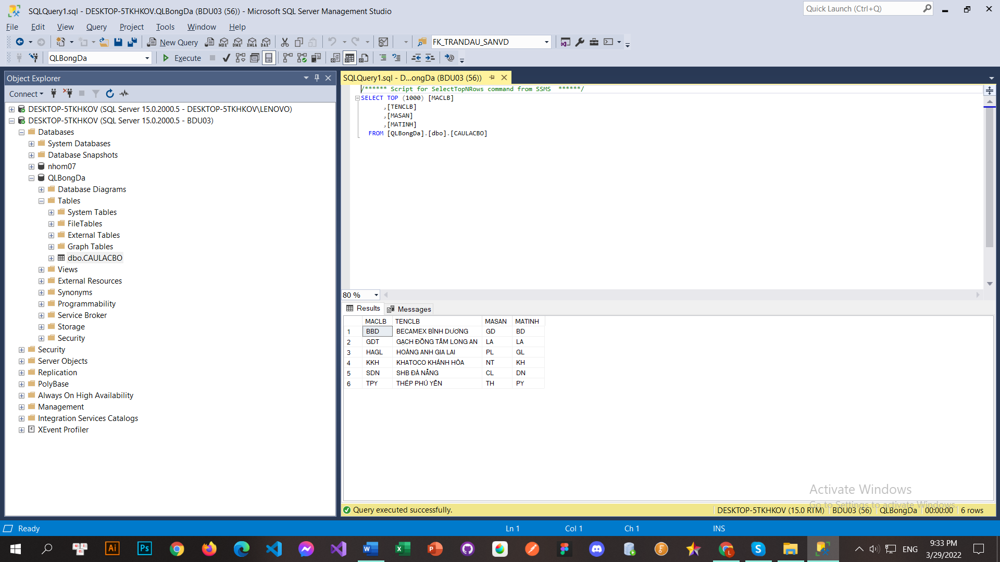 SQLQuery1.sql - DESKTOP-5TKHKOV.QLBongDa (BDU03 (56)) - Microsoft SQL Server Management Studio
Quick Launch (Ctrl+Q)
File Edit View Query Project Tools Window Help
New Query MDX DMX XMLA DAX FK_TRANDAU_SANVD
QLBongDa Execute
Object Explorer
Connect
DESKTOP-5TKHKOV (SQL Server 15.0.2000.5 - DESKTOP-5TKHKOV\LENOVO)
DESKTOP-5TKHKOV (SQL Server 15.0.2000.5 - BDU03)
Databases
System Databases
Database Snapshots
nhom07
QLBongDa
Database Diagrams
Tables
System Tables
FileTables
External Tables
Graph Tables
dbo.CAULACBO
Views
External Resources
Synonyms
Programmability
Service Broker
Storage
Security
Security
Server Objects
Replication
PolyBase
Always On High Availability
Management
Integration Services Catalogs
XEvent Profiler
SQLQuery1.sql - D...ongDa (BDU03 (56))
/****** Script for SelectTopNRows command from SSMS ******/
SELECT TOP (1000) [MACLB]
,[TENCLB]
,[MASAN]
,[MATINH]
FROM [QLBongDa].[dbo].[CAULACBO]
80 %
Results Messages
MACLB TENCLB MASAN MATINH
1 BBD BECAMEX BÌNH DƯƠNG GD BD
2 GDT GẠCH ĐỒNG TÂM LONG AN LA LA
3 HAGL HOÀNG ANH GIA LAI PL GL
4 KKH KHATOCO KHÁNH HÒA NT KH
5 SDN SHB ĐÀ NẴNG CL DN
6 TPY THÉP PHÚ YÊN TH PY
Activate Windows
Go to Settings to activate Windows.
Query executed successfully. DESKTOP-5TKHKOV (15.0 RTM) BDU03 (56) QLBongDa 00:00:00 6 rows
Ready Ln 1 Col 1 Ch 1 INS
Ai Ps L ENG 9:33 PM
3/29/2022